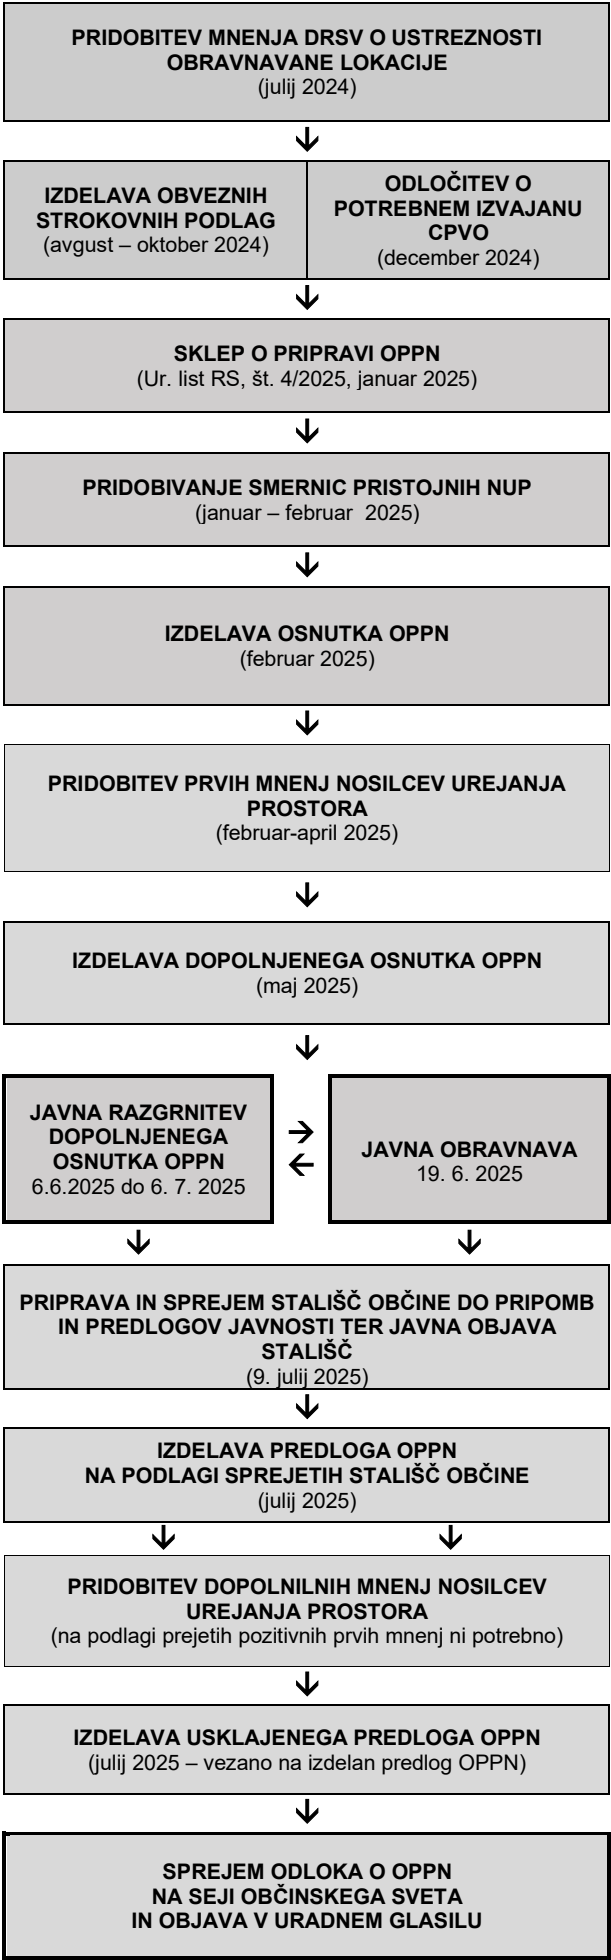 PRIDOBITEV MNENJA DRSV O USTREZNOSTI
OBRAVNAVANE LOKACIJE
(julij 2024)
IZDELAVA OBVEZNIH
STROKOVNIH PODLAG
(avgust – oktober 2024)
ODLOČITEV O
POTREBNEM IZVAJANU
CPVO
(december 2024)
SKLEP O PRIPRAVI OPPN
(Ur. list RS, št. 4/2025, januar 2025)
PRIDOBIVANJE SMERNIC PRISTOJNIH NUP
(januar – februar  2025)
IZDELAVA OSNUTKA OPPN
(februar 2025)
PRIDOBITEV PRVIH MNENJ NOSILCEV UREJANJA
PROSTORA
(februar-april 2025)
IZDELAVA DOPOLNJENEGA OSNUTKA OPPN
(maj 2025)
JAVNA RAZGRNITEV
DOPOLNJENEGA
OSNUTKA OPPN
6.6.2025 do 6. 7. 2025
JAVNA OBRAVNAVA
19. 6. 2025
PRIPRAVA IN SPREJEM STALIŠČ OBČINE DO PRIPOMB
IN PREDLOGOV JAVNOSTI TER JAVNA OBJAVA
STALIŠČ
(9. julij 2025)
IZDELAVA PREDLOGA OPPN
NA PODLAGI SPREJETIH STALIŠČ OBČINE
(julij 2025)
PRIDOBITEV DOPOLNILNIH MNENJ NOSILCEV
UREJANJA PROSTORA
(na podlagi prejetih pozitivnih prvih mnenj ni potrebno)
IZDELAVA USKLAJENEGA PREDLOGA OPPN
(julij 2025 – vezano na izdelan predlog OPPN)
SPREJEM ODLOKA O OPPN
NA SEJI OBČINSKEGA SVETA
IN OBJAVA V URADNEM GLASILU